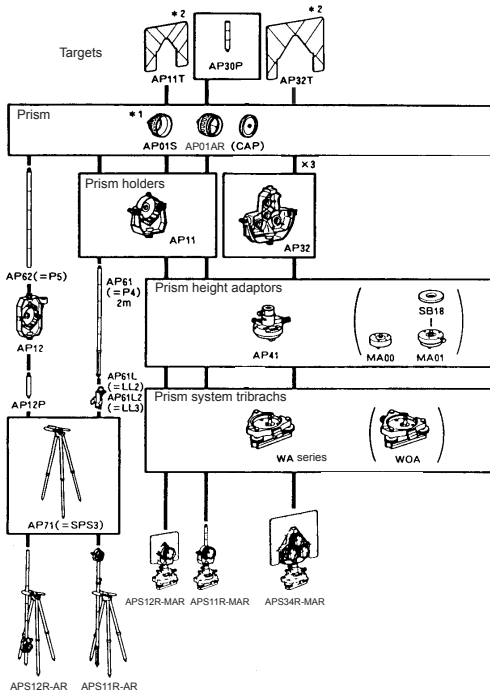 *2
*2
Targets
AP11T
AP30P
AP32T
Prism
*1
AP01S
AP01AR
(CAP)
×3
Prism holders
AP11
AP32
AP62(=P5)
AP61
(=P4)
2m
Prism height adaptors
SB18
AP12
AP41
MA00
MA01
AP12P
AP61L
(=LL2)
AP61L2
(=LL3)
Prism system tribrachs
WA series
WOA
AP71(=SPS3)
APS12R-MAR
APS11R-MAR
APS34R-MAR
APS12R-AR
APS11R-AR